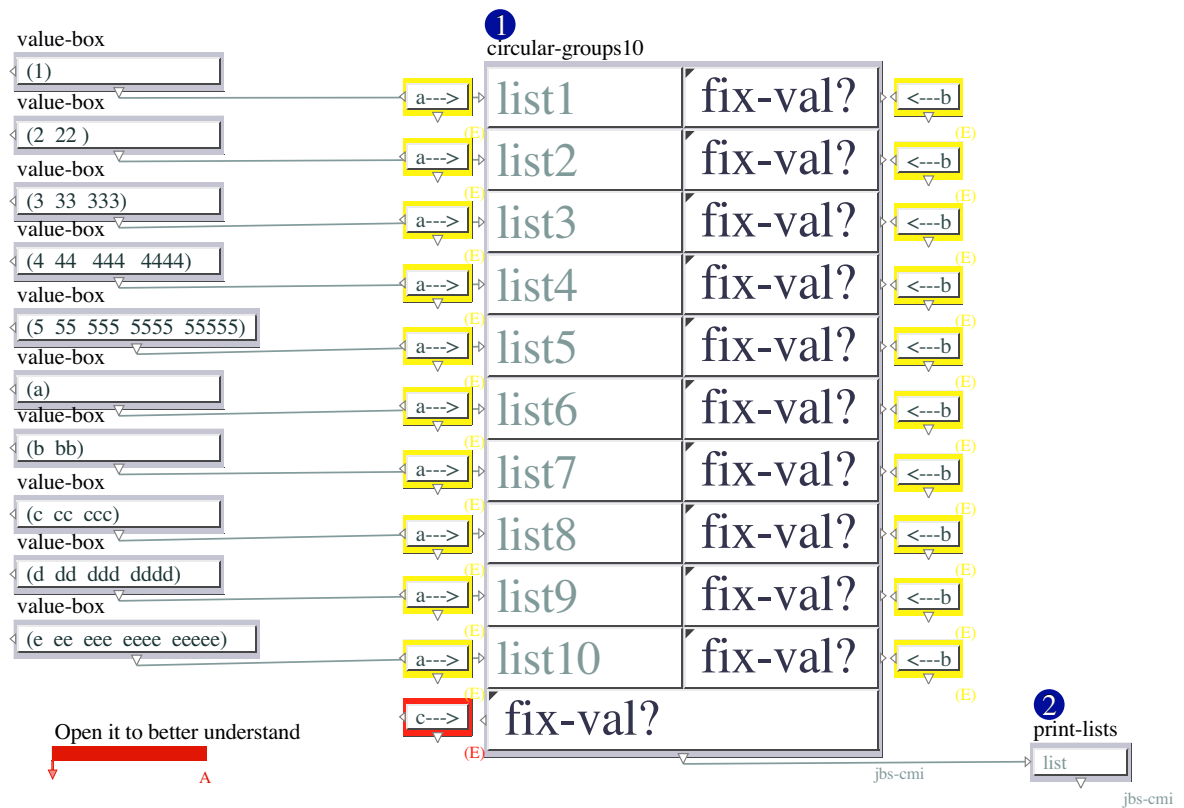 1
value-box
circular-groups10
(1)
a---> list1 fix-val? <---b
value-box
(E) (E)
(2 22 )
a---> list2 fix-val? <---b
value-box
(E) (E)
(3 33 333)
a---> list3 fix-val? <---b
value-box
(E) (E)
(4 44 444 4444)
a---> list4 fix-val? <---b
value-box
(E) (E)
(5 55 555 5555 55555)
a---> list5 fix-val? <---b
value-box
(E) (E)
(a)
a---> list6 fix-val? <---b
value-box
(E) (E)
(b bb)
a---> list7 fix-val? <---b
value-box
(E) (E)
(c cc ccc)
a---> list8 fix-val? <---b
value-box
(E) (E)
(d dd ddd dddd)
a---> list9 fix-val? <---b
value-box
(E) (E)
(e ee eee eeee eeeee)
a---> list10 fix-val? <---b
(E) (E)
c---> fix-val?
(E)
2
Open it to better understand
print-lists
list
A
jbs-cmi
jbs-cmi